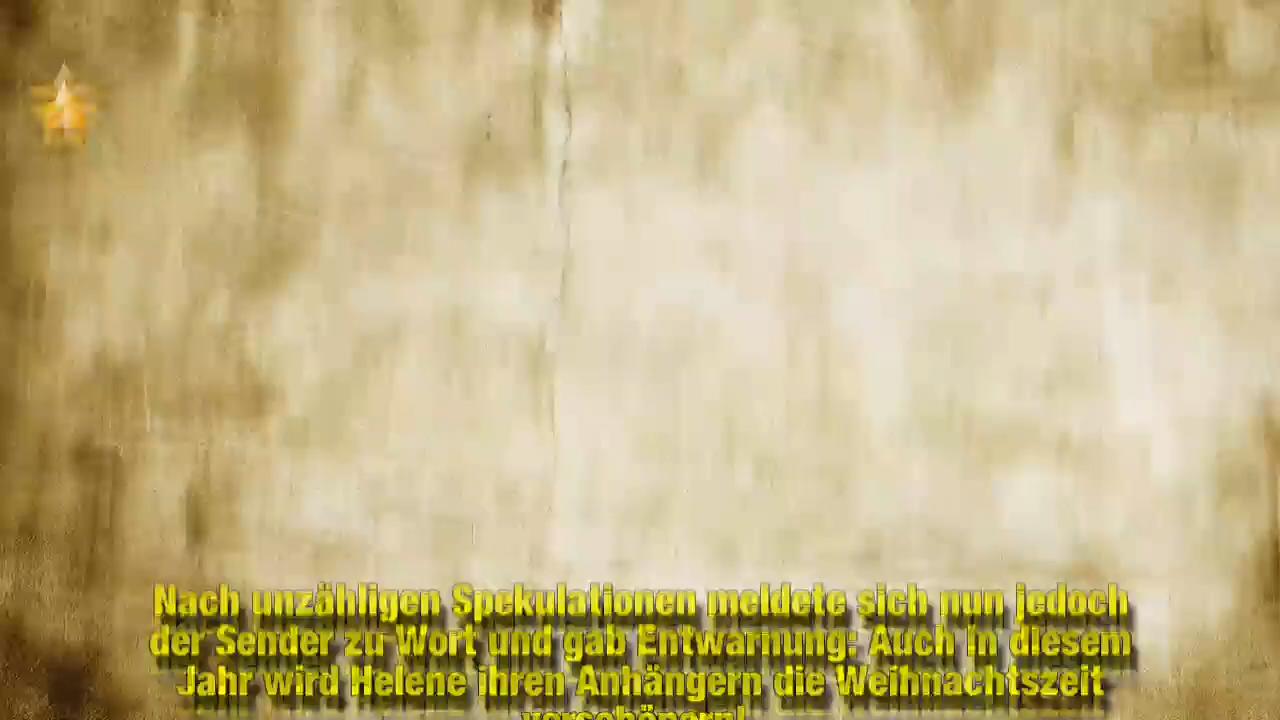 Nach unzähligen Spekulationen meldete sich nun jedoch
der Sender zu Wort und gab Entwarnung: Auch in diesem
Jahr wird Helene ihren Anhängern die Weihnachtszeit
verschönern!